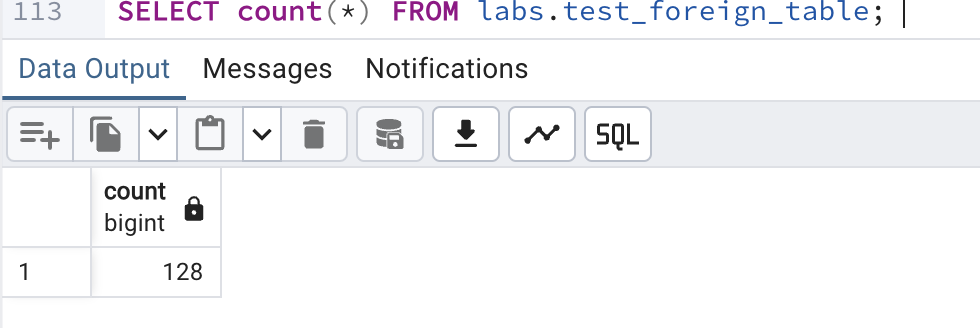 113 SELECT count(*) FROM labs.test_foreign_table;
Data Output Messages Notifications
SQL
count
bigint
1 128